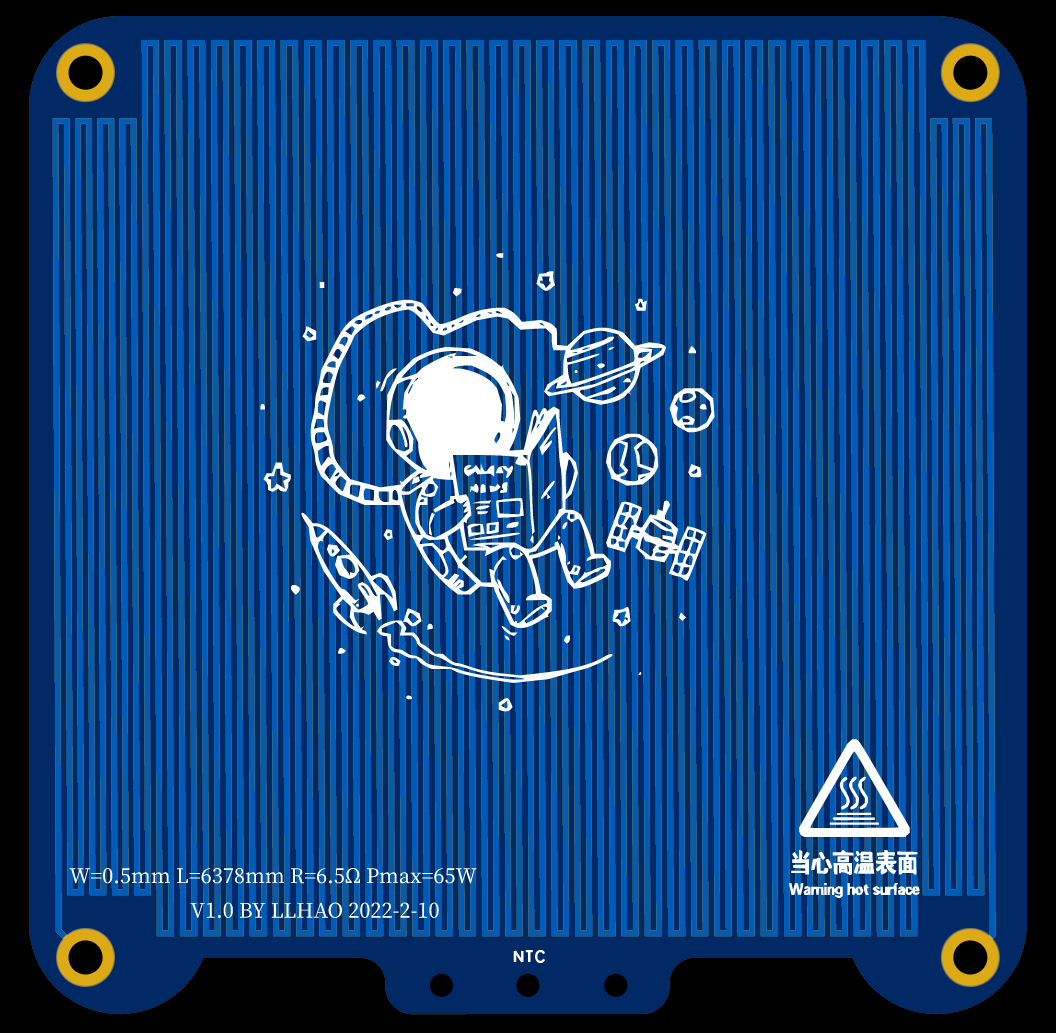 GALAXY
NEWS
W=0.5mm L=6378mm R=6.5Ω Pmax=65W
V1.0 BY LLHAO 2022-2-10
当心高温表面
Warning hot surface
NTC